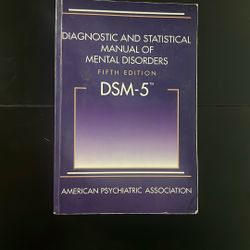 DIAGNOSTIC AND STATISTICAL
MANUAL OF
MENTAL DISORDERS
FIFTH EDITION
DSM-5™
AMERICAN PSYCHIATRIC ASSOCIATION